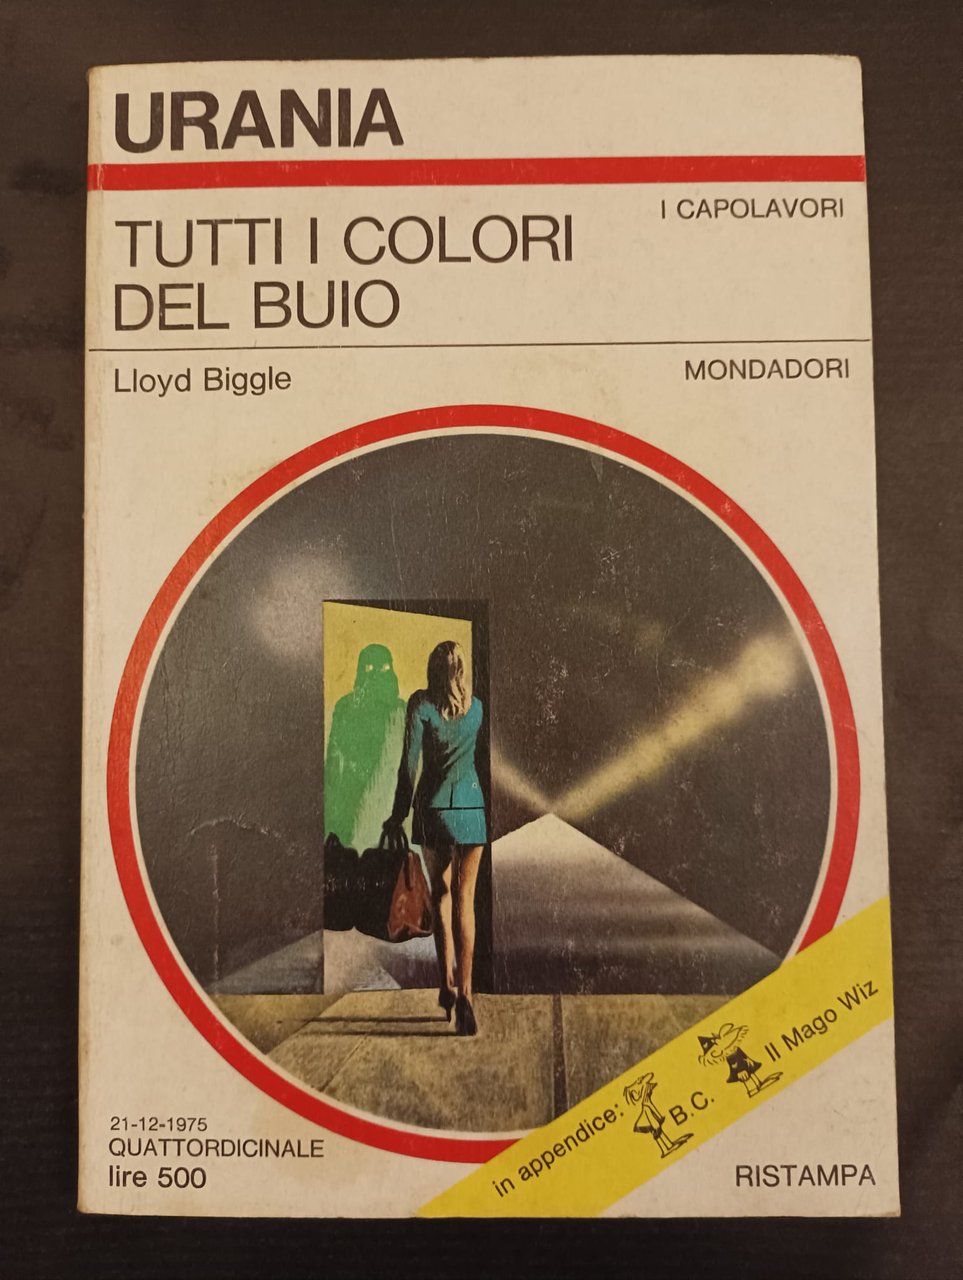 URANIA
I CAPOLAVORI
TUTTI I COLORI
DEL BUIO
Lloyd Biggle
MONDADORI
in appendice: B.C. Il Mago Wiz
21-12-1975
QUATTORDICINALE
lire 500
RISTAMPA